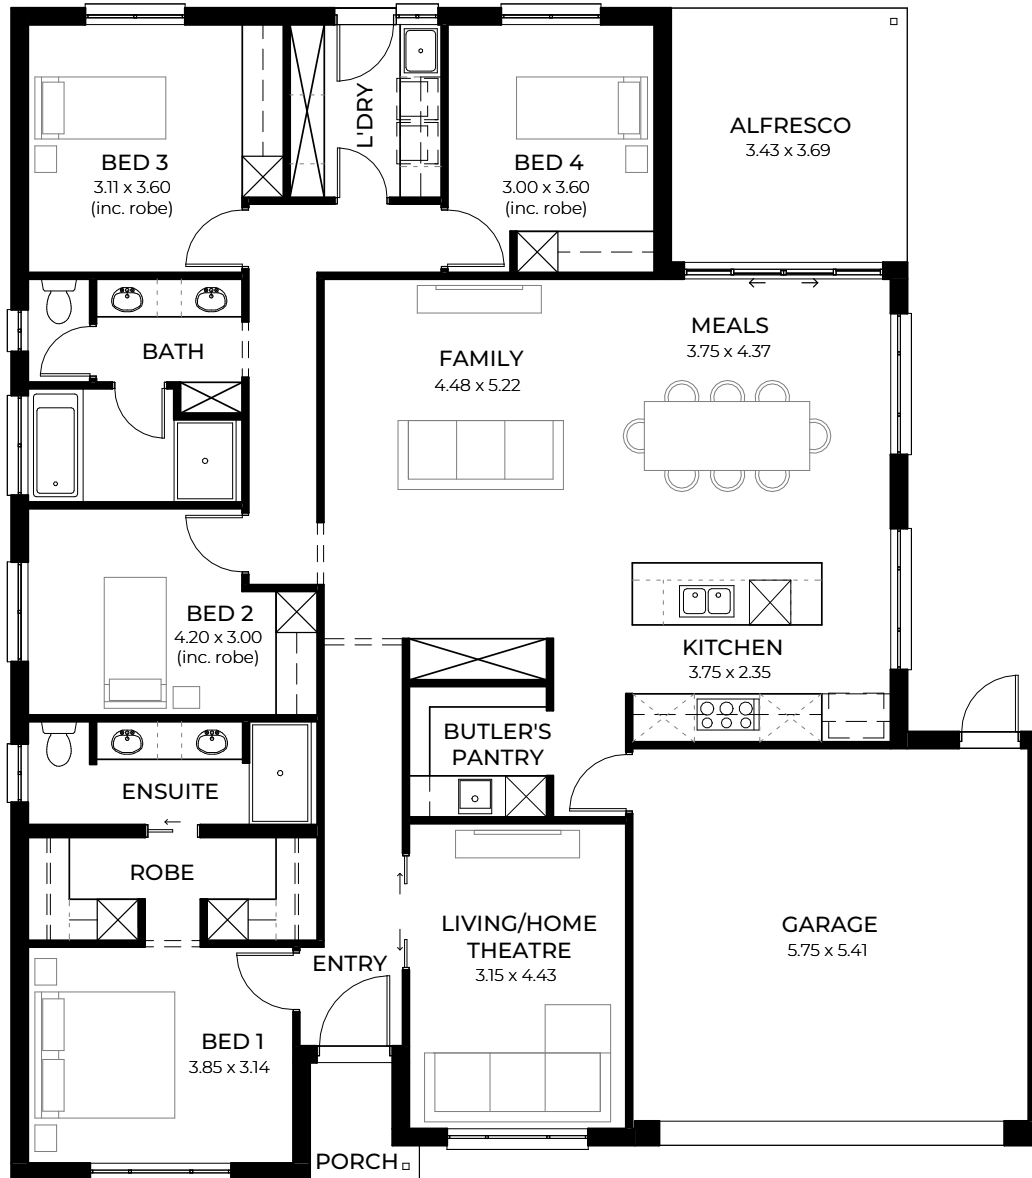 BED 3
3.11 x 3.60
(inc. robe)
L'DRY
BED 4
3.00 x 3.60
(inc. robe)
ALFRESCO
3.43 x 3.69
BATH
FAMILY
4.48 x 5.22
MEALS
3.75 x 4.37
BED 2
4.20 x 3.00
(inc. robe)
KITCHEN
3.75 x 2.35
BUTLER'S
PANTRY
ENSUITE
ROBE
LIVING/HOME
THEATRE
3.15 x 4.43
GARAGE
5.75 x 5.41
ENTRY
BED 1
3.85 x 3.14
PORCH